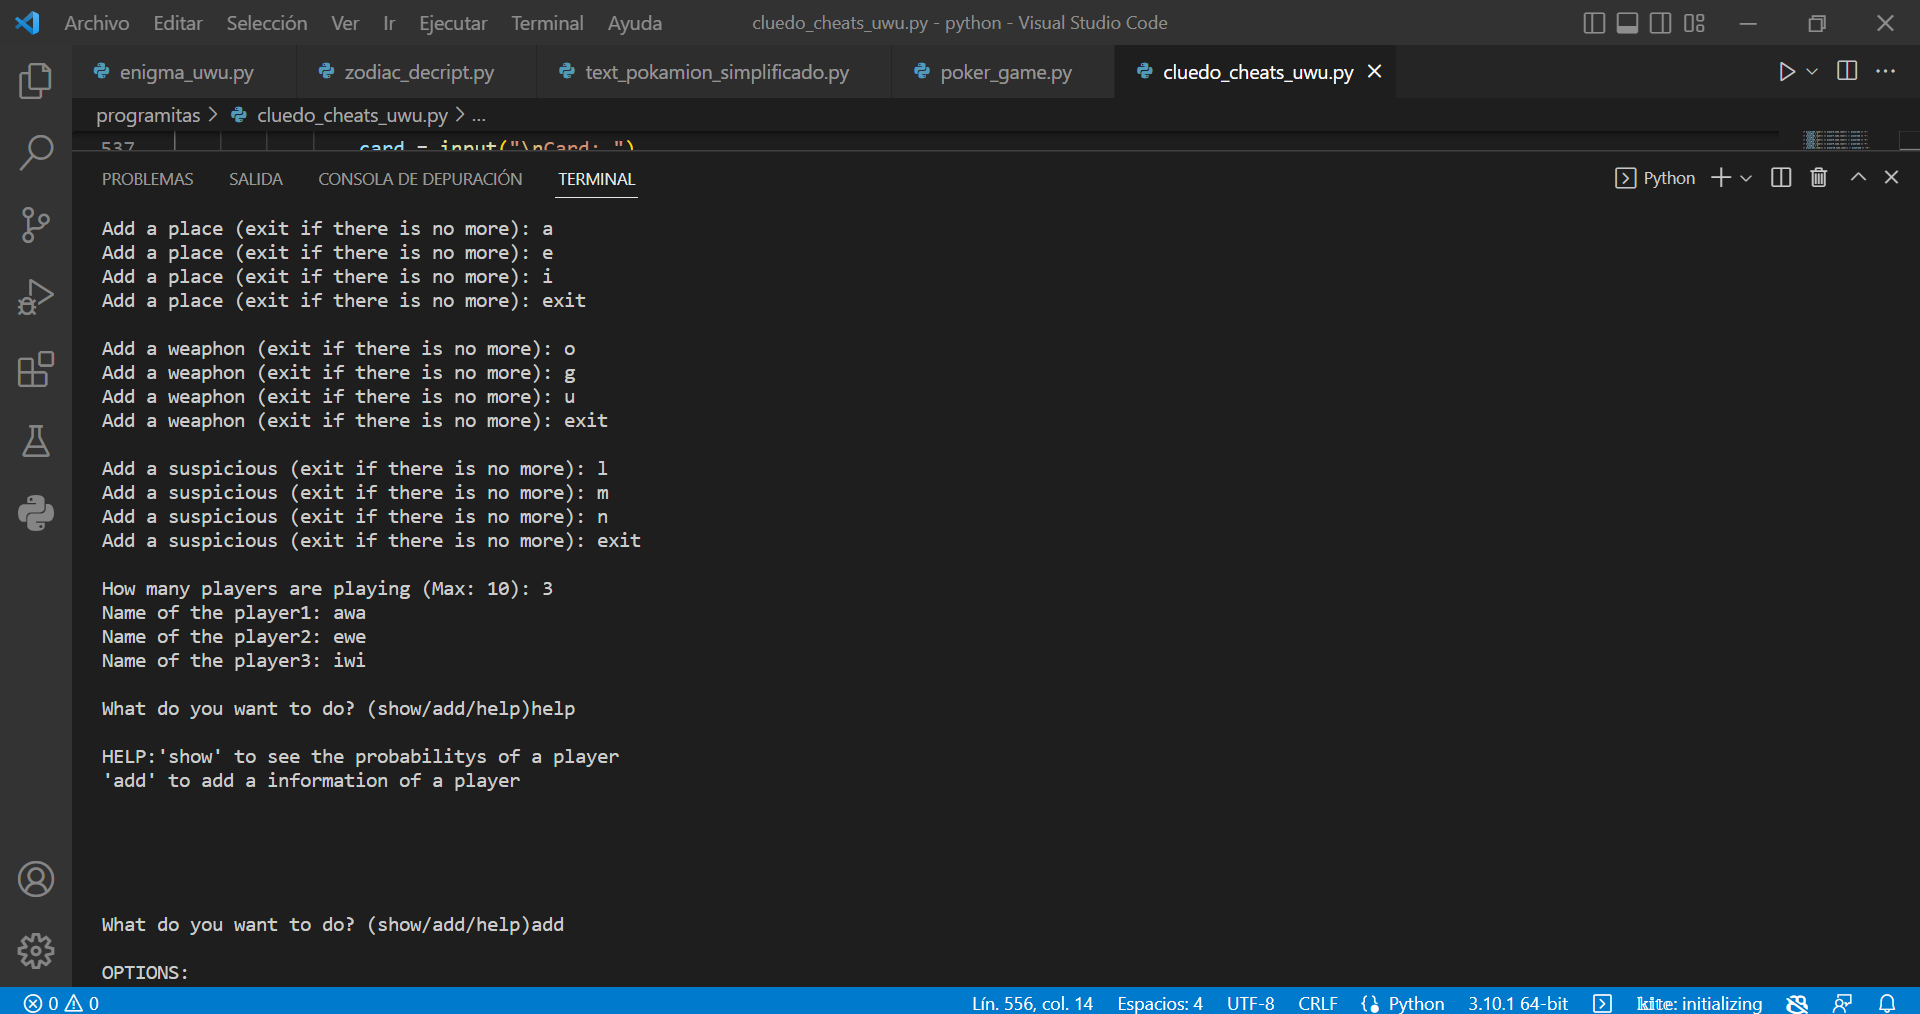 Archivo Editar Selección Ver Ir Ejecutar Terminal Ayuda cluedo_cheats_uwu.py - python - Visual Studio Code
enigma_uwu.py zodiac_decript.py text_pokamion_simplificado.py poker_game.py cluedo_cheats_uwu.py
programitas > cluedo_cheats_uwu.py > ...
537 card = input("\nCard: ")
PROBLEMAS SALIDA CONSOLA DE DEPURACIÓN TERMINAL Python
Add a place (exit if there is no more): a
Add a place (exit if there is no more): e
Add a place (exit if there is no more): i
Add a place (exit if there is no more): exit
Add a weaphon (exit if there is no more): o
Add a weaphon (exit if there is no more): g
Add a weaphon (exit if there is no more): u
Add a weaphon (exit if there is no more): exit
Add a suspicious (exit if there is no more): l
Add a suspicious (exit if there is no more): m
Add a suspicious (exit if there is no more): n
Add a suspicious (exit if there is no more): exit
How many players are playing (Max: 10): 3
Name of the player1: awa
Name of the player2: ewe
Name of the player3: iwi
What do you want to do? (show/add/help)help
HELP:'show' to see the probabilitys of a player
'add' to add a information of a player
What do you want to do? (show/add/help)add
OPTIONS:
0 0 Lín. 556, col. 14 Espacios: 4 UTF-8 CRLF Python 3.10.1 64-bit kite: initializing